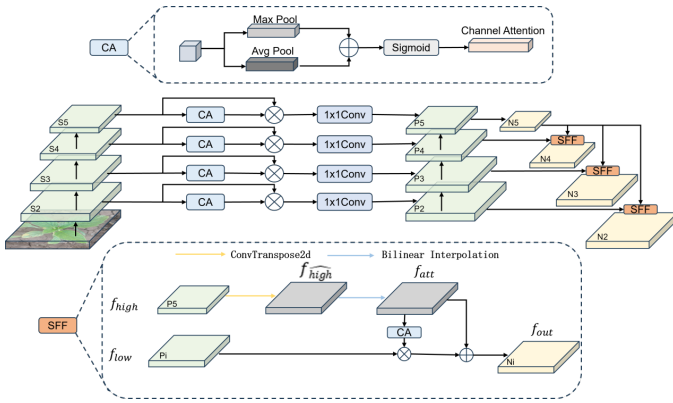 Max Pool
CA
Avg Pool
Sigmoid
Channel Attention
S5
CA
1x1Conv
P5
N5
S4
CA
1x1Conv
P4
SFF
N4
S3
CA
1x1Conv
P3
SFF
N3
S2
CA
1x1Conv
P2
SFF
N2
ConvTranspose2d
Bilinear Interpolation
f_high
f_att
f_high
P5
SFF
CA
f_out
f_low
Pi
Ni